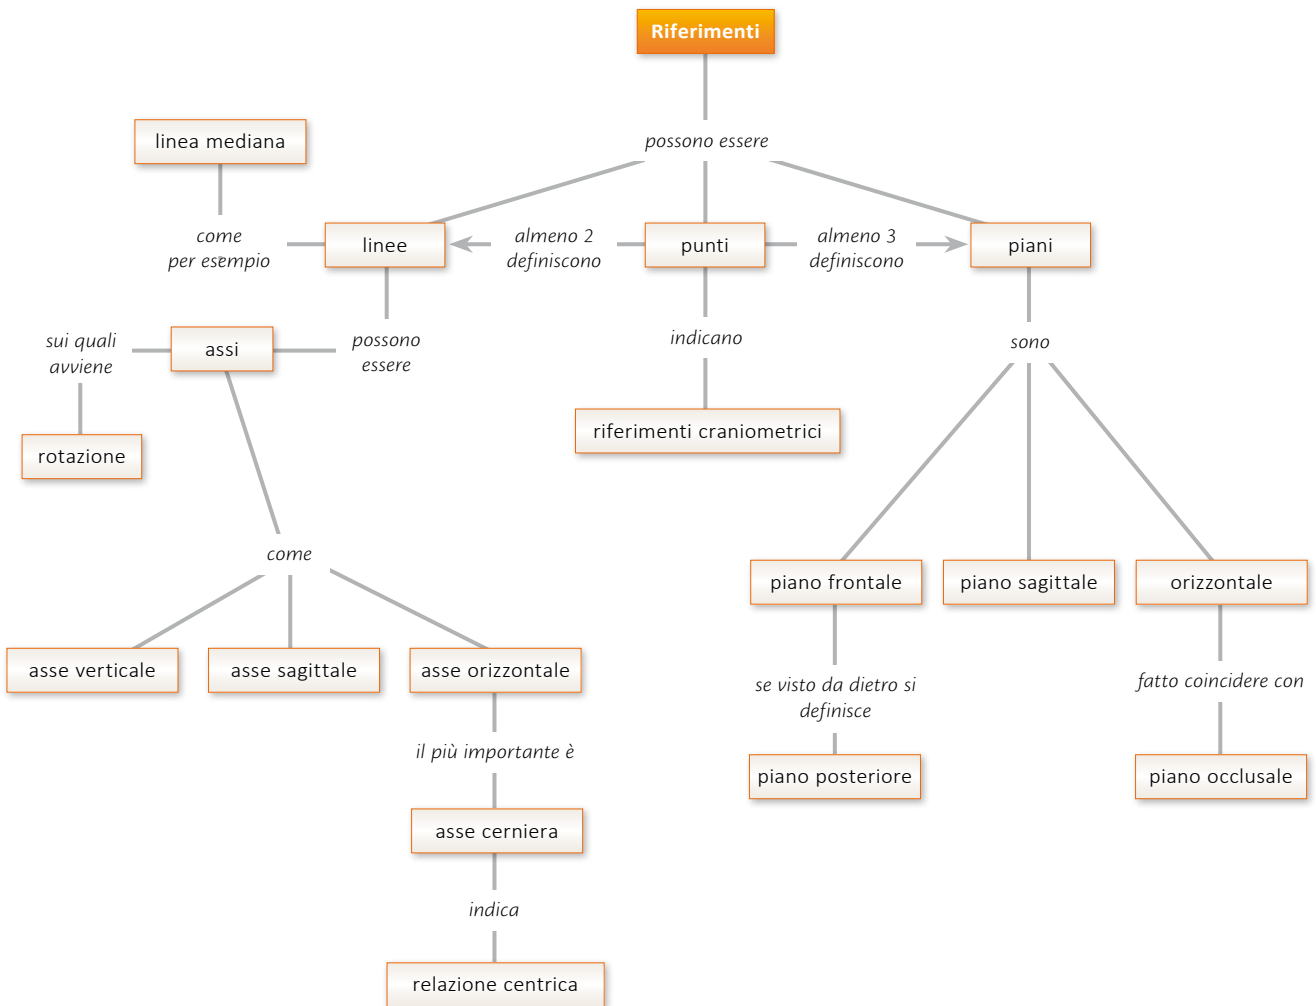 Riferimenti
linea mediana
possono essere
come
per esempio
linee
almeno 2
definiscono
punti
almeno 3
definiscono
piani
sui quali
avviene
assi
possono
essere
indicano
sono
rotazione
riferimenti craniometrici
come
piano frontale
piano sagittale
orizzontale
asse verticale
asse sagittale
asse orizzontale
se visto da dietro si
definisce
fatto coincidere con
il più importante è
piano posteriore
piano occlusale
asse cerniera
indica
relazione centrica